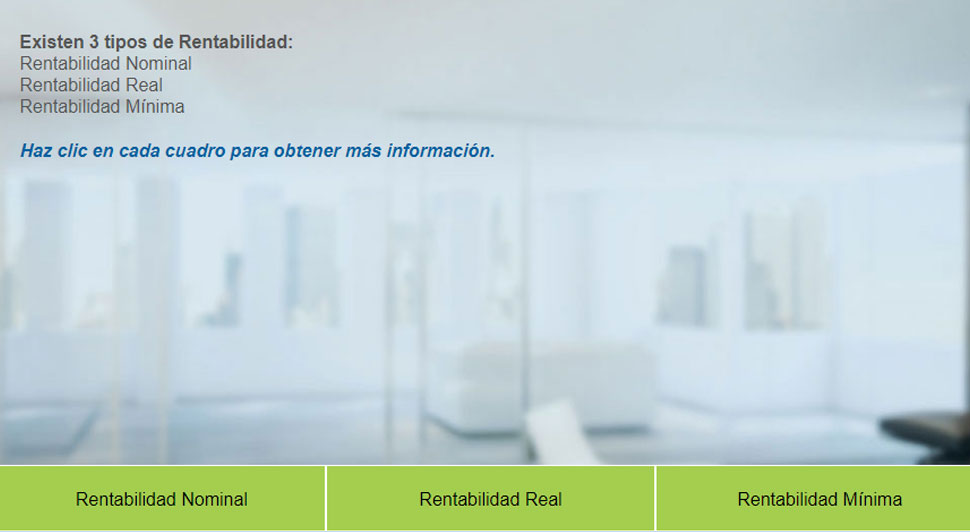 Existen 3 tipos de Rentabilidad:
Rentabilidad Nominal
Rentabilidad Real
Rentabilidad Mínima
Haz clic en cada cuadro para obtener más información.
Rentabilidad Nominal
Rentabilidad Real
Rentabilidad Mínima